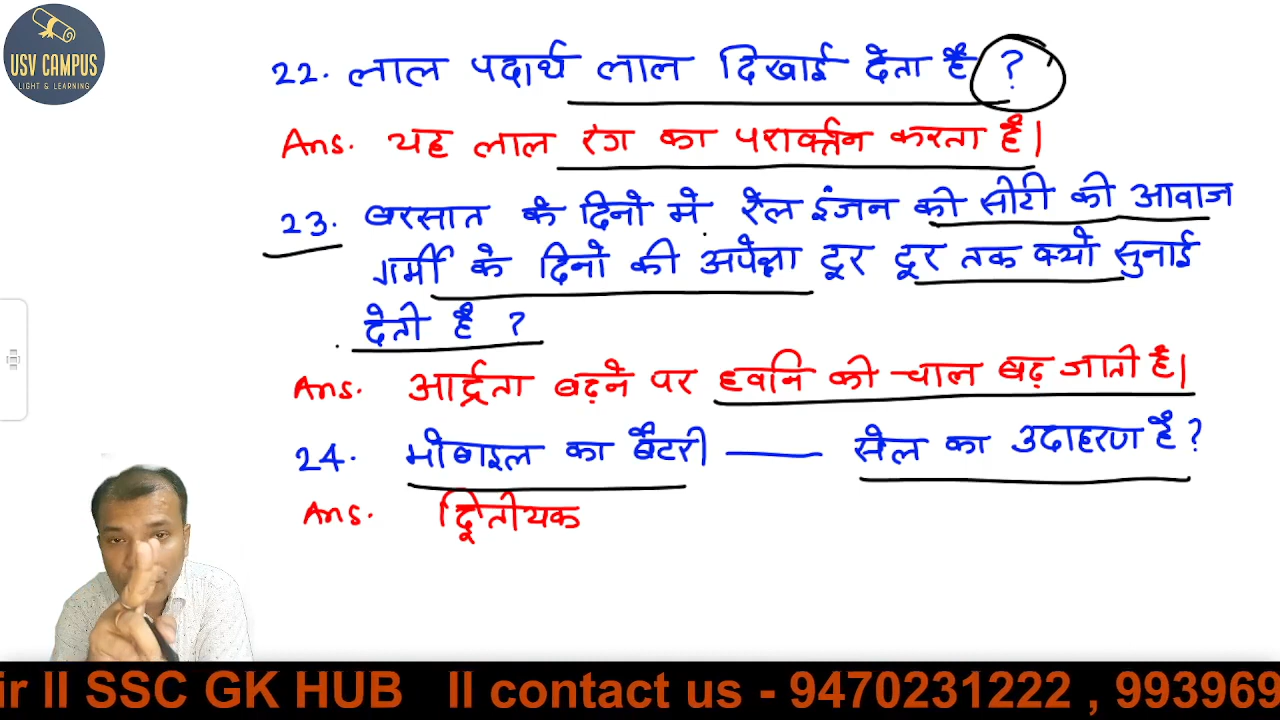 USV CAMPUS
LIGHT & LEARNING
22. लाल पदार्थ लाल दिखाई देता है ?
Ans. यह लाल रंग का परावर्त्तन करता है।
23. बरसात के दिनो में रेल इंजन की सीटी की आवाज
गर्मी के दिनो की अपेक्षा दूर दूर तक क्यो सुनाई
देती है ?
Ans. आर्द्रता बढ़ने पर ध्वनि की चाल बढ़ जाती है।
24. मोबाइल का बैटरी —— सेल का उदाहरण है ?
Ans. द्वितीयक
ir II SSC GK HUB II contact us - 9470231222 , 993969